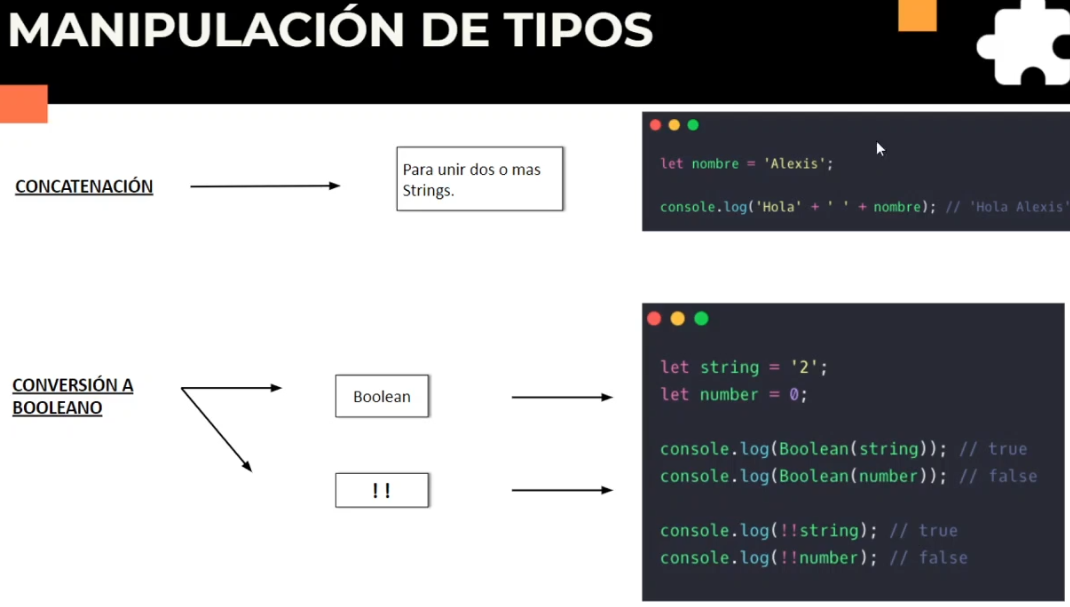 MANIPULACIÓN DE TIPOS
CONCATENACIÓN
Para unir dos o mas
Strings.
let nombre = 'Alexis';
console.log('Hola' + ' ' + nombre); // 'Hola Alexis'
CONVERSIÓN A
BOOLEANO
Boolean
!!
let string = '2';
let number = 0;
console.log(Boolean(string)); // true
console.log(Boolean(number)); // false
console.log(!!string); // true
console.log(!!number); // false